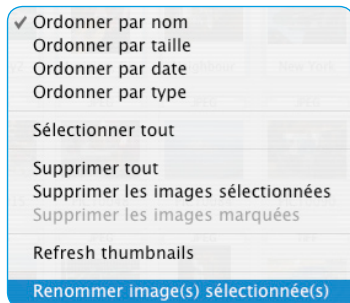 ✓ Ordonner par nom
Ordonner par taille
Ordonner par date
Ordonner par type
Sélectionner tout
Supprimer tout
Supprimer les images sélectionnées
Supprimer les images marquées
Refresh thumbnails
Renommer image(s) sélectionnée(s)